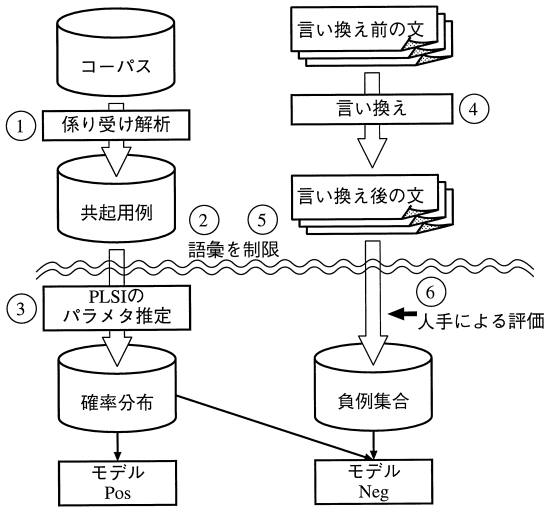 コーパス
① 係り受け解析
共起用例
② ⑤
語彙を制限
③ PLSIの
パラメタ推定
確率分布
モデル
Pos
言い換え前の文
言い換え ④
言い換え後の文
⑥
人手による評価
負例集合
モデル
Neg